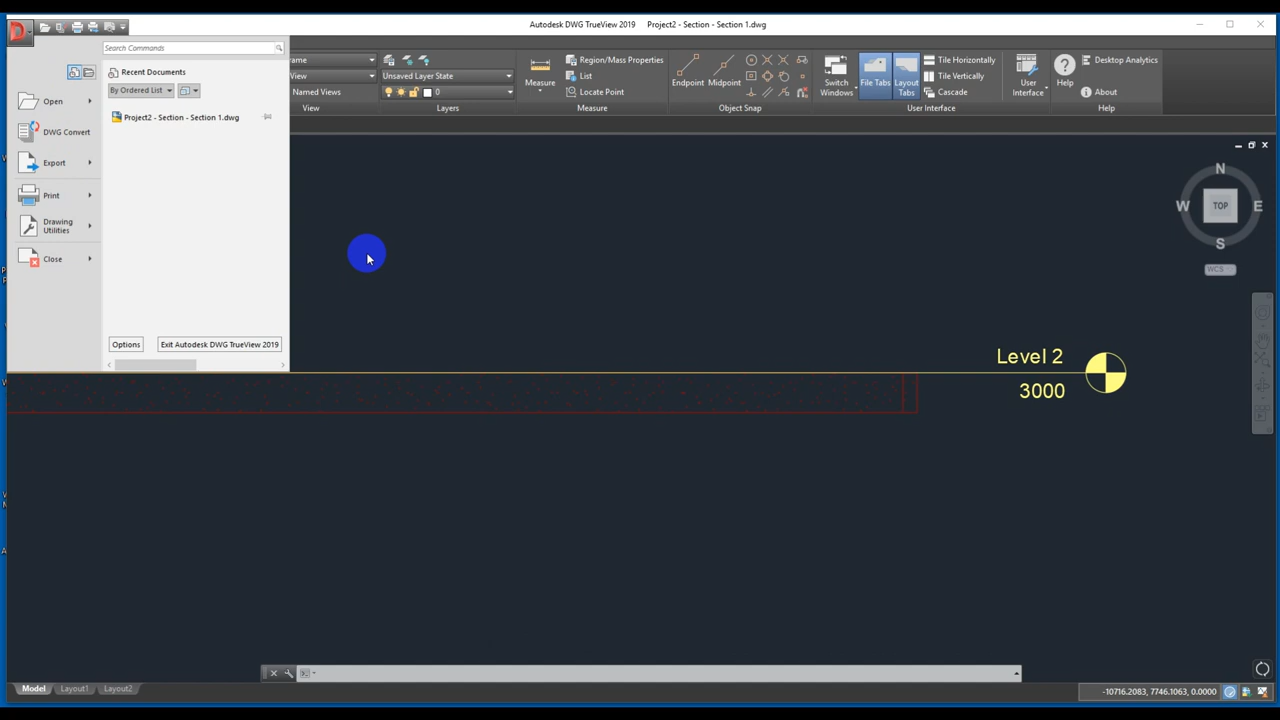 Autodesk DWG TrueView 2019 Project2 - Section - Section 1.dwg
Search Commands
Recent Documents
By Ordered List
Project2 - Section - Section 1.dwg
Open
DWG Convert
Export
Print
Drawing
Utilities
Close
Options
Exit Autodesk DWG TrueView 2019
rame
View
Named Views
View
Unsaved Layer State
0
Layers
Measure
Region/Mass Properties
List
Locate Point
Measure
Endpoint
Midpoint
Object Snap
Switch
Windows
File Tabs
Layout
Tabs
Tile Horizontally
Tile Vertically
Cascade
User
Interface
User Interface
Help
Desktop Analytics
About
Help
N
W
TOP
E
S
WCS
Level 2
3000
Model
Layout1
Layout2
-10716.2083, 7746.1063, 0.0000